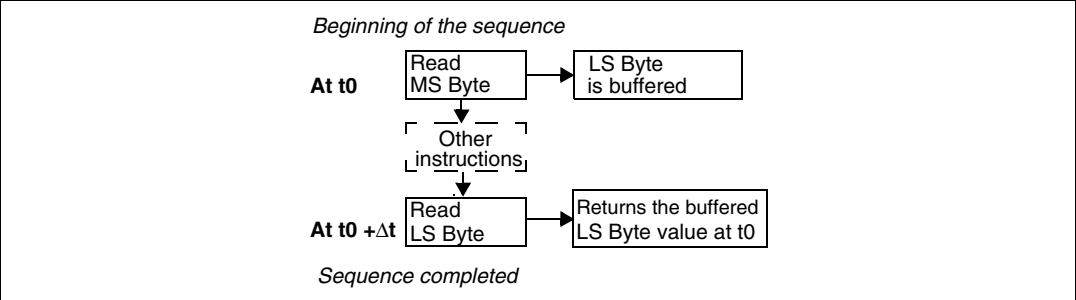 Beginning of the sequence
At t0
Read
MS Byte
LS Byte
is buffered
Other
instructions
At t0 +Δt
Read
LS Byte
Returns the buffered
LS Byte value at t0
Sequence completed